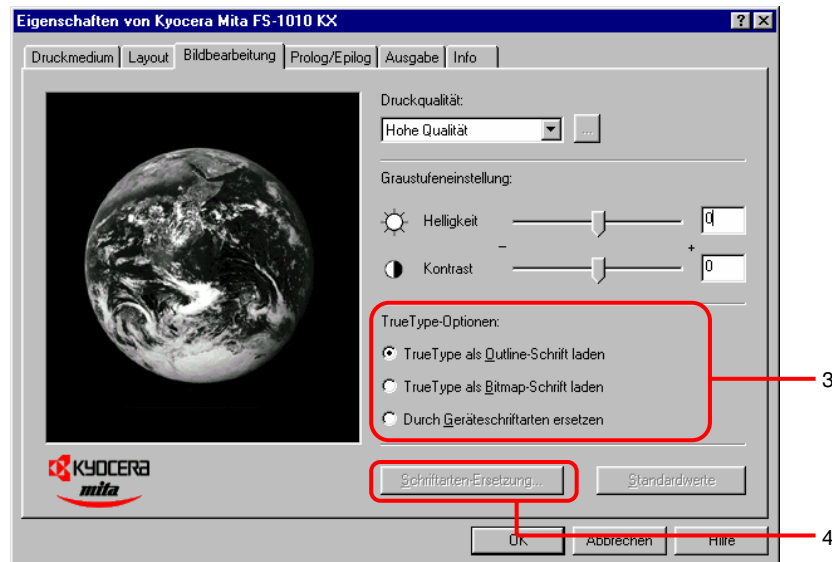 Eigenschaften von Kyocera Mita FS-1010 KX
Druckmedium Layout Bildbearbeitung Prolog/Epilog Ausgabe Info
Druckqualität:
Hohe Qualität ...
Graustufeneinstellung:
Helligkeit 0
- +
Kontrast 0
TrueType-Optionen:
TrueType als Outline-Schrift laden
3
TrueType als Bitmap-Schrift laden
Durch Geräteschriftarten ersetzen
KYOCERA
mita
Schriftarten-Ersetzung... Standardwerte
OK Abbrechen Hilfe
4